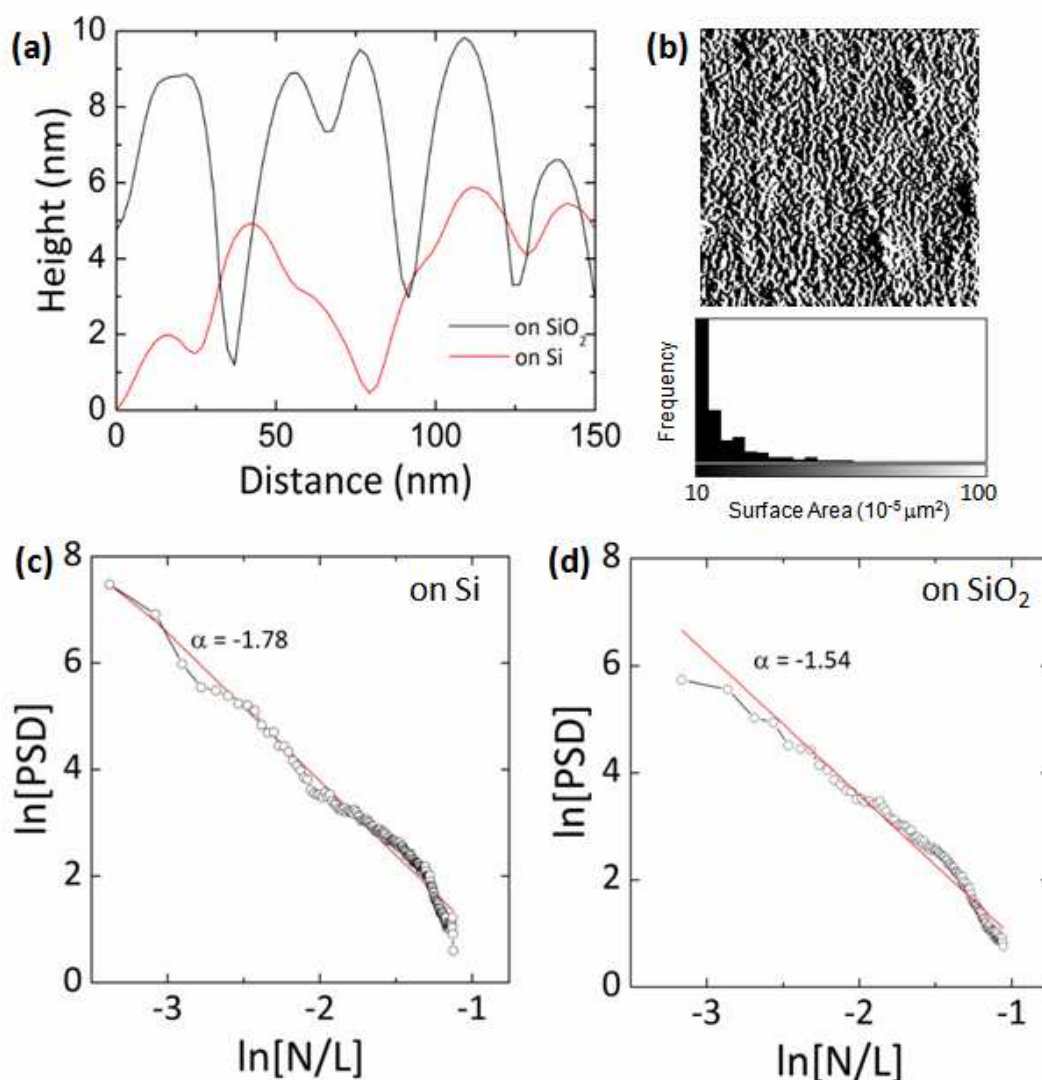 (a)
10
8
6
4
2
0
Height (nm)
on SiO2
on Si
0
50
100
150
Distance (nm)
(b)
Frequency
10
100
Surface Area (10-5 μm2)
(c)
8
6
4
2
0
ln[PSD]
on Si
α = -1.78
-3
-2
-1
ln[N/L]
(d)
8
6
4
2
0
ln[PSD]
on SiO2
α = -1.54
-3
-2
-1
ln[N/L]